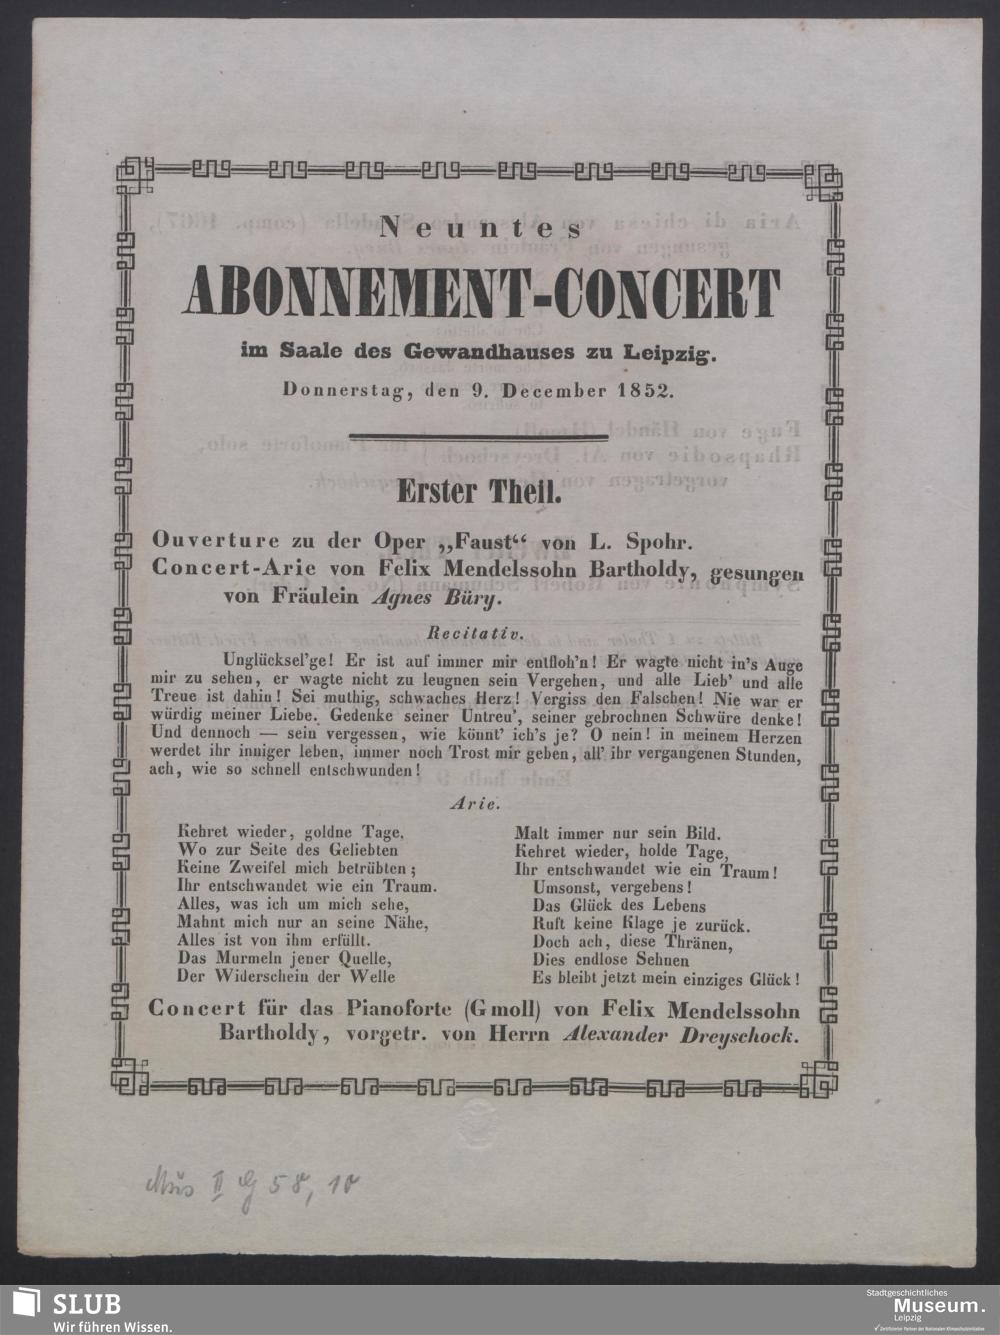 Neuntes
ABONNEMENT-CONCERT
im Saale des Gewandhauses zu Leipzig.
Donnerstag, den 9. December 1852.
Erster Theil.
Ouverture zu der Oper „Faust“ von L. Spohr.
Concert-Arie von Felix Mendelssohn Bartholdy, gesungen
von Fräulein Agnes Büry.
Recitativ.
Unglücksel'ge! Er ist auf immer mir entfloh'n! Er wagte nicht in's Auge
mir zu sehen, er wagte nicht zu leugnen sein Vergehen, und alle Lieb' und alle
Treue ist dahin! Sei muthig, schwaches Herz! Vergiss den Falschen! Nie war er
würdig meiner Liebe. Gedenke seiner Untreu', seiner gebrochnen Schwüre denke!
Und dennoch — sein vergessen, wie könnt' ich's je? O nein! in meinem Herzen
werdet ihr inniger leben, immer noch Trost mir geben, all' ihr vergangenen Stunden,
ach, wie so schnell entschwunden!
Arie.
Kehret wieder, goldne Tage,
Wo zur Seite des Geliebten
Keine Zweifel mich betrübten;
Ihr entschwandet wie ein Traum.
Alles, was ich um mich sehe,
Mahnt mich nur an seine Nähe,
Alles ist von ihm erfüllt.
Das Murmeln jener Quelle,
Der Widerschein der Welle
Malt immer nur sein Bild.
Kehret wieder, holde Tage,
Ihr entschwandet wie ein Traum!
Umsonst, vergebens!
Das Glück des Lebens
Ruft keine Klage je zurück.
Doch ach, diese Thränen,
Dies endlose Sehnen
Es bleibt jetzt mein einziges Glück!
Concert für das Pianoforte (G moll) von Felix Mendelssohn
Bartholdy, vorgetr. von Herrn Alexander Dreyschock.
Mus II G 58, 10
SLUB
Wir führen Wissen.
Stadtgeschichtliches
Museum.
Leipzig
Zertifizierter Partner der Nationalen Klimaschutzinitiative